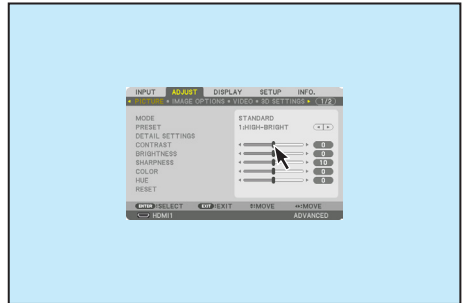 INPUT ADJUST DISPLAY SETUP INFO.
• PICTURE • IMAGE OPTIONS • VIDEO • 3D SETTINGS • (1/2)
MODE STANDARD
PRESET 1:HIGH-BRIGHT
DETAIL SETTINGS
CONTRAST 0
BRIGHTNESS 0
SHARPNESS 10
COLOR 0
HUE 0
RESET
ENTER :SELECT EXIT :EXIT ↕:MOVE ↔:MOVE
HDMI1 ADVANCED